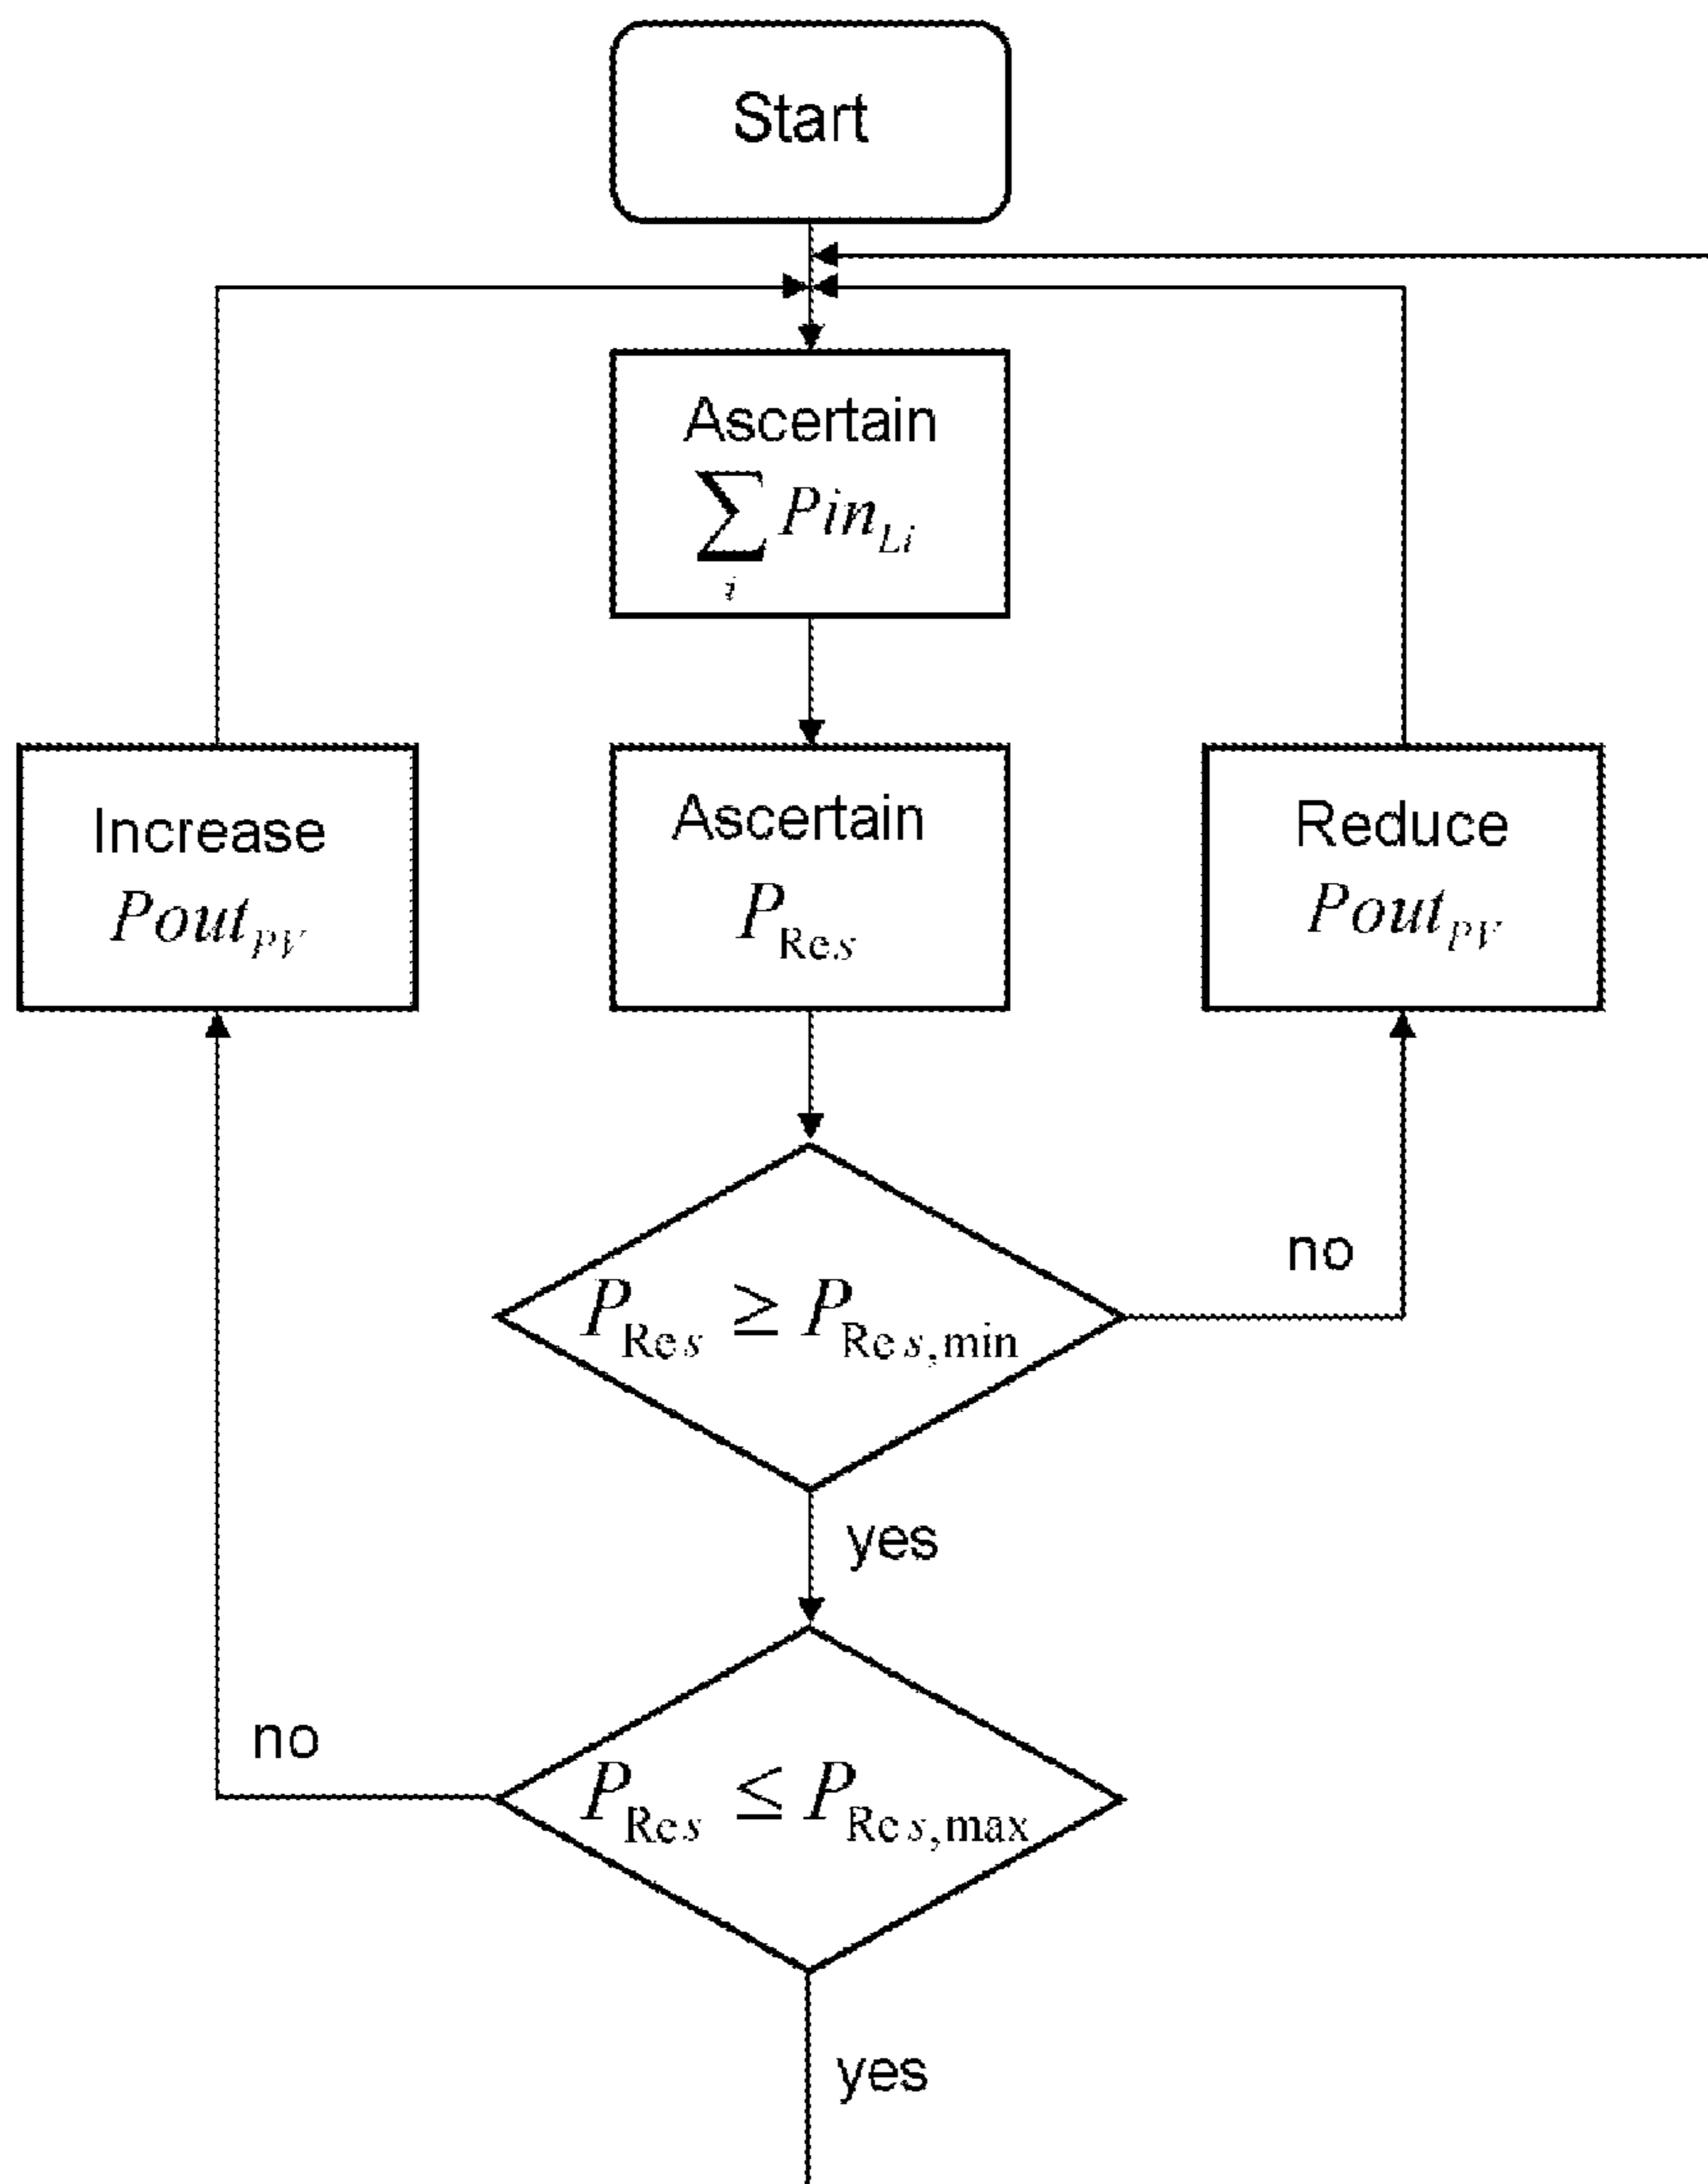 Start
Ascertain
∑ Pin_Li
i
Ascertain
P_Res
Increase
Pout_PV
Reduce
Pout_PV
P_Res ≥ P_Res,min
no
yes
P_Res ≤ P_Res,max
no
yes